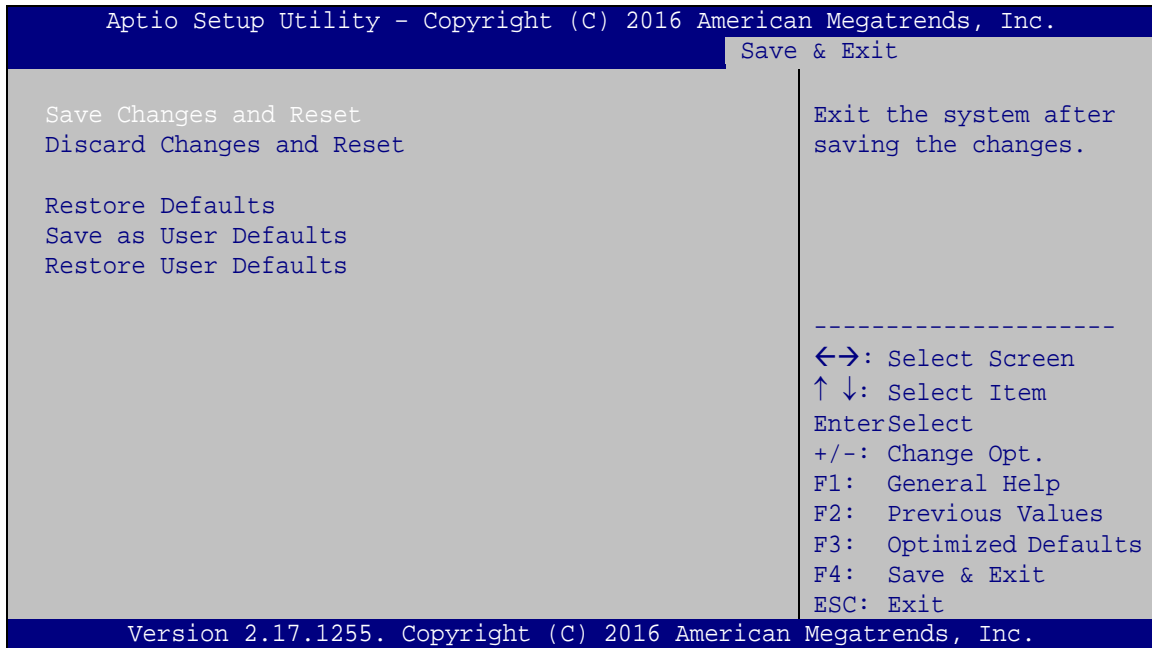 Aptio Setup Utility – Copyright (C) 2016 American Megatrends, Inc.
Save & Exit
Save Changes and Reset
Discard Changes and Reset
Restore Defaults
Save as User Defaults
Restore User Defaults
Exit the system after
saving the changes.
---------------------
←→: Select Screen
↑ ↓: Select Item
EnterSelect
+/-: Change Opt.
F1: General Help
F2: Previous Values
F3: Optimized Defaults
F4: Save & Exit
ESC: Exit
Version 2.17.1255. Copyright (C) 2016 American Megatrends, Inc.